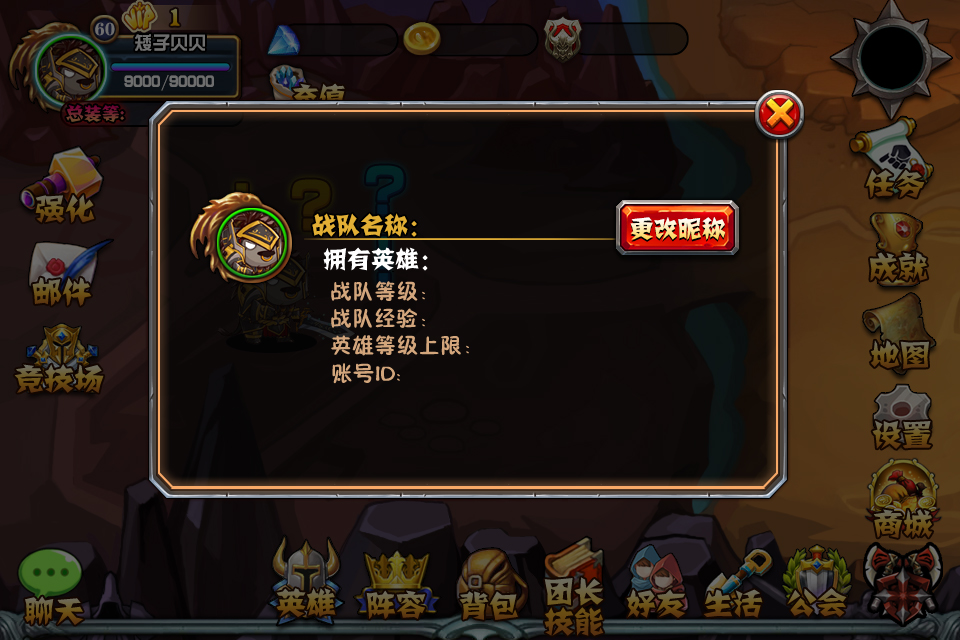 60
1
矮子贝贝
9000/90000
总装等:
充值
强化
邮件
竞技场
战队名称:
更改昵称
拥有英雄:
战队等级:
战队经验:
英雄等级上限:
账号ID:
任务
成就
地图
设置
商城
聊天
英雄
阵容
背包
团长
技能
好友
生活
公会